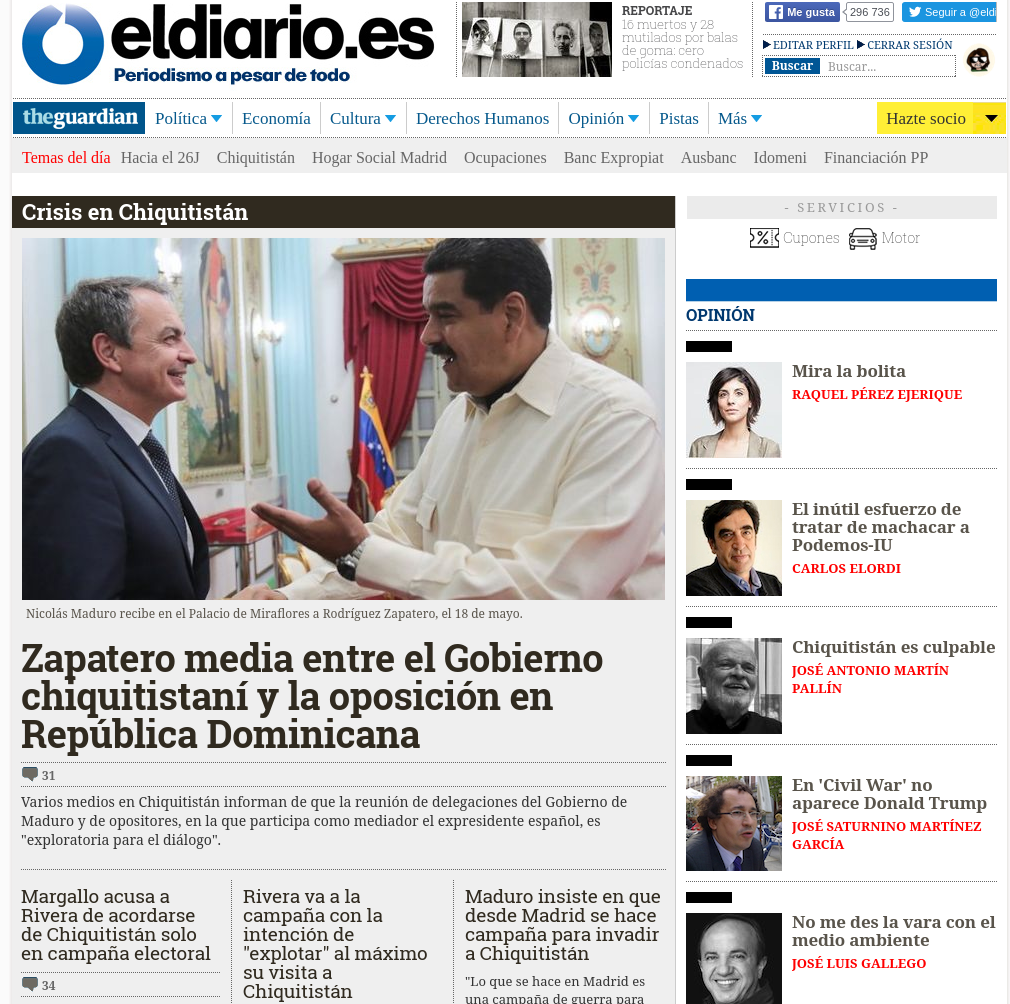 eldiario.es
Periodismo a pesar de todo
REPORTAJE
16 muertos y 28
mutilados por balas
de goma: cero
policías condenados
Me gusta 296 736 Seguir a @eldi
EDITAR PERFIL CERRAR SESIÓN
Buscar Buscar...
theguardian Política Economía Cultura Derechos Humanos Opinión Pistas Más Hazte socio
Temas del día Hacia el 26J Chiquitistán Hogar Social Madrid Ocupaciones Banc Expropiat Ausbanc Idomeni Financiación PP
Crisis en Chiquitistán
Nicolás Maduro recibe en el Palacio de Miraflores a Rodríguez Zapatero, el 18 de mayo.
Zapatero media entre el Gobierno
chiquitistaní y la oposición en
República Dominicana
31
Varios medios en Chiquitistán informan de que la reunión de delegaciones del Gobierno de
Maduro y de opositores, en la que participa como mediador el expresidente español, es
"exploratoria para el diálogo".
Margallo acusa a
Rivera de acordarse
de Chiquitistán solo
en campaña electoral
34
Rivera va a la
campaña con la
intención de
"explotar" al máximo
su visita a
Chiquitistán
Maduro insiste en que
desde Madrid se hace
campaña para invadir
a Chiquitistán
"Lo que se hace en Madrid es
una campaña de guerra para
- SERVICIOS -
Cupones Motor
OPINIÓN
Mira la bolita
RAQUEL PÉREZ EJERIQUE
El inútil esfuerzo de
tratar de machacar a
Podemos-IU
CARLOS ELORDI
Chiquitistán es culpable
JOSÉ ANTONIO MARTÍN
PALLÍN
En 'Civil War' no
aparece Donald Trump
JOSÉ SATURNINO MARTÍNEZ
GARCÍA
No me des la vara con el
medio ambiente
JOSÉ LUIS GALLEGO